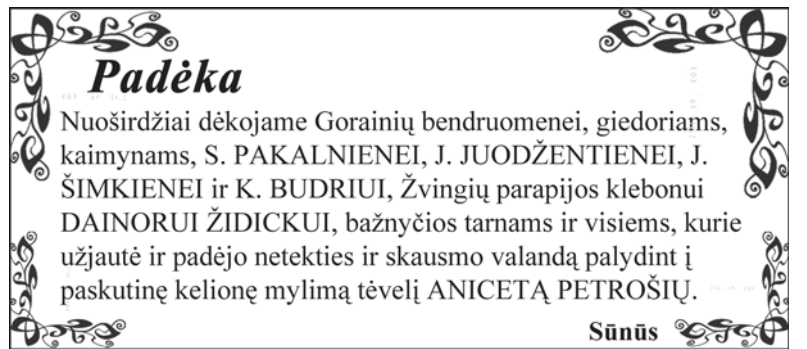 Padėka
Nuoširdžiai dėkojame Gorainių bendruomenei, giedoriams,
kaimynams, S. PAKALNIENEI, J. JUODŽENTIENEI, J.
ŠIMKIENEI ir K. BUDRIUI, Žvingių parapijos klebonui
DAINORUI ŽIDICKUI, bažnyčios tarnams ir visiems, kurie
užjautė ir padėjo netekties ir skausmo valandą palydint į
paskutinę kelionę mylimą tėvelį ANICETĄ PETROŠIŲ.
Sūnūs